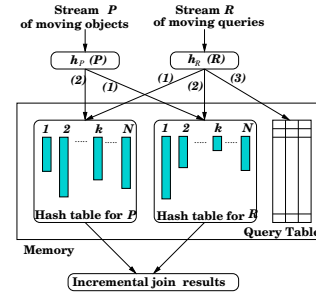 Stream P
of moving objects
Stream R
of moving queries
h_P (P)
h_R (R)
(2)
(1)
(1)
(2)
(3)
1 2 k N
1 2 k N
Hash table for P
Hash table for R
Query Table
Memory
Incremental join results